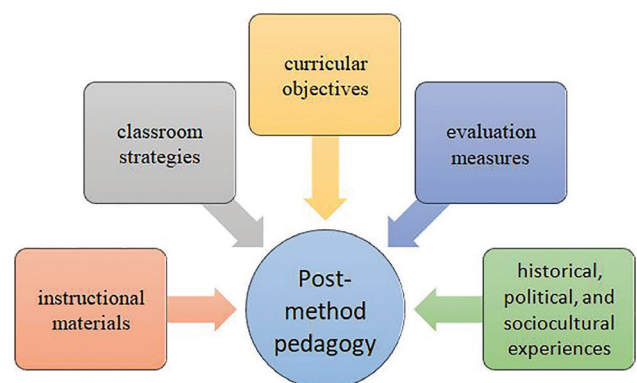 curricular
objectives
classroom
strategies
evaluation
measures
instructional
materials
Post-
method
pedagogy
historical,
political, and
sociocultural
experiences